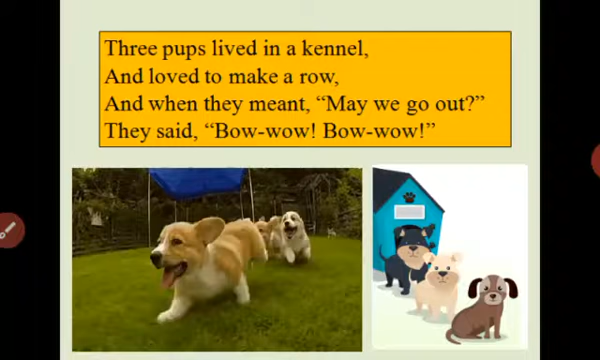 Three pups lived in a kennel,
And loved to make a row,
And when they meant, “May we go out?”
They said, “Bow-wow! Bow-wow!”